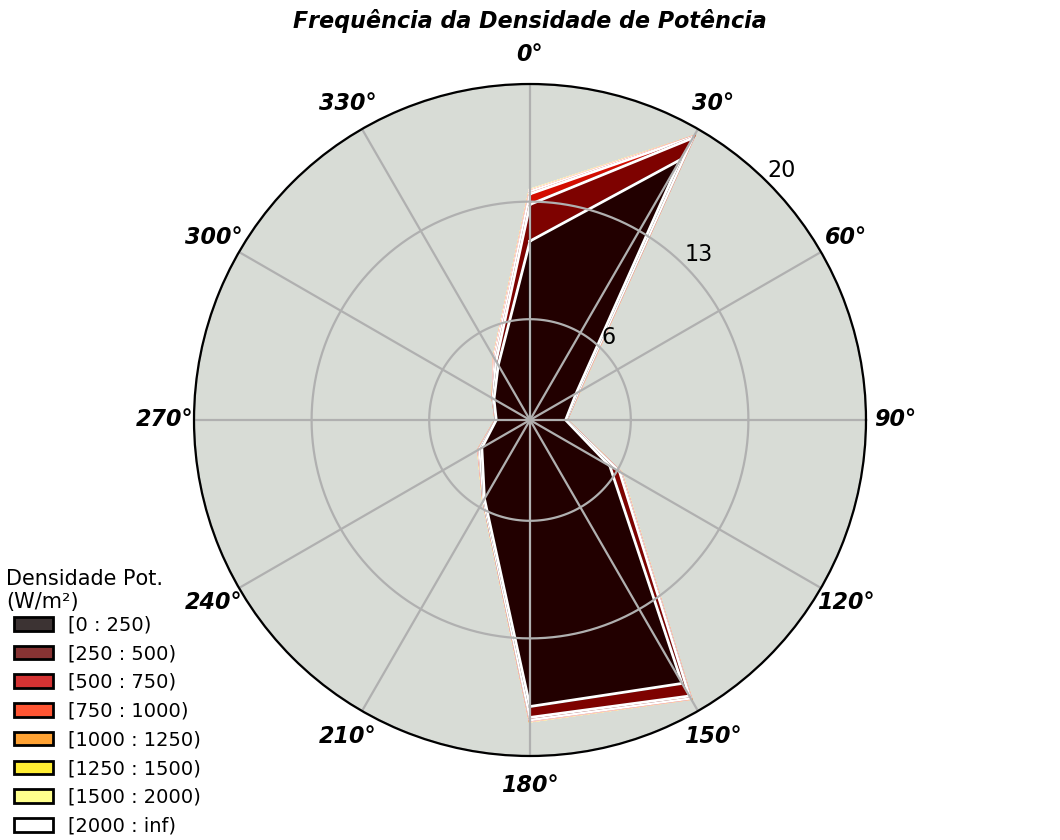 Frequência da Densidade de Potência
0°
330°
30°
20
300°
60°
13
6
270°
90°
240°
120°
210°
150°
180°
Densidade Pot.
(W/m²)
[0 : 250)
[250 : 500)
[500 : 750)
[750 : 1000)
[1000 : 1250)
[1250 : 1500)
[1500 : 2000)
[2000 : inf)